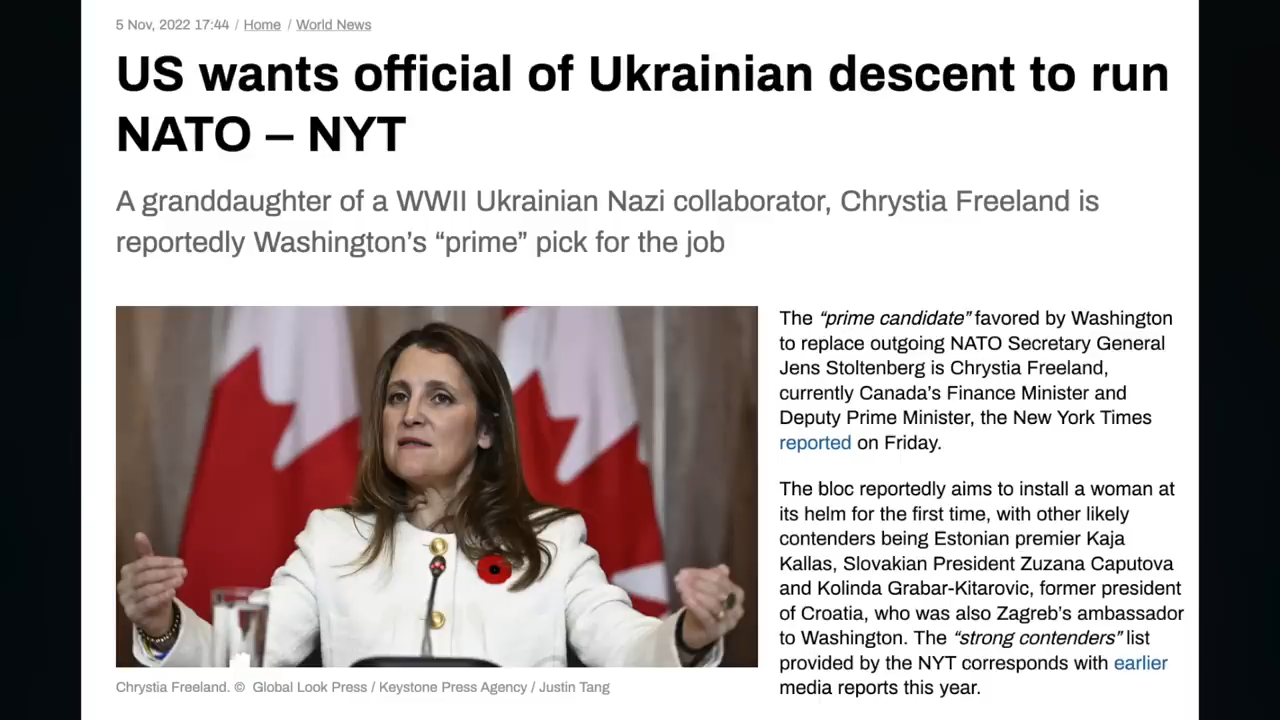 5 Nov, 2022 17:44 / Home / World News
US wants official of Ukrainian descent to run
NATO – NYT
A granddaughter of a WWII Ukrainian Nazi collaborator, Chrystia Freeland is
reportedly Washington’s “prime” pick for the job
The “prime candidate” favored by Washington
to replace outgoing NATO Secretary General
Jens Stoltenberg is Chrystia Freeland,
currently Canada’s Finance Minister and
Deputy Prime Minister, the New York Times
reported on Friday.
The bloc reportedly aims to install a woman at
its helm for the first time, with other likely
contenders being Estonian premier Kaja
Kallas, Slovakian President Zuzana Caputova
and Kolinda Grabar-Kitarovic, former president
of Croatia, who was also Zagreb’s ambassador
to Washington. The “strong contenders” list
provided by the NYT corresponds with earlier
media reports this year.
Chrystia Freeland. © Global Look Press / Keystone Press Agency / Justin Tang